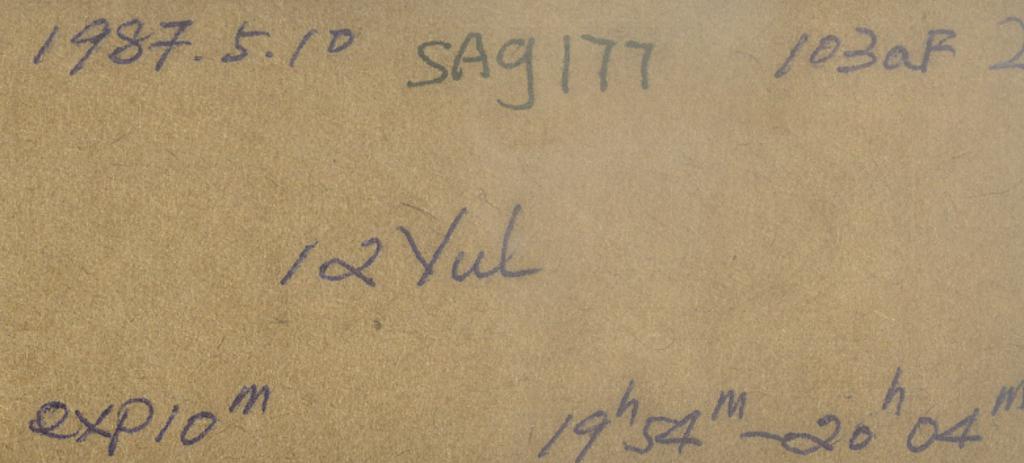 1987.5.10 SAg177 103aF 2
12 Vul
exp10ᵐ 19ʰ54ᵐ-20ʰ04ᵐ